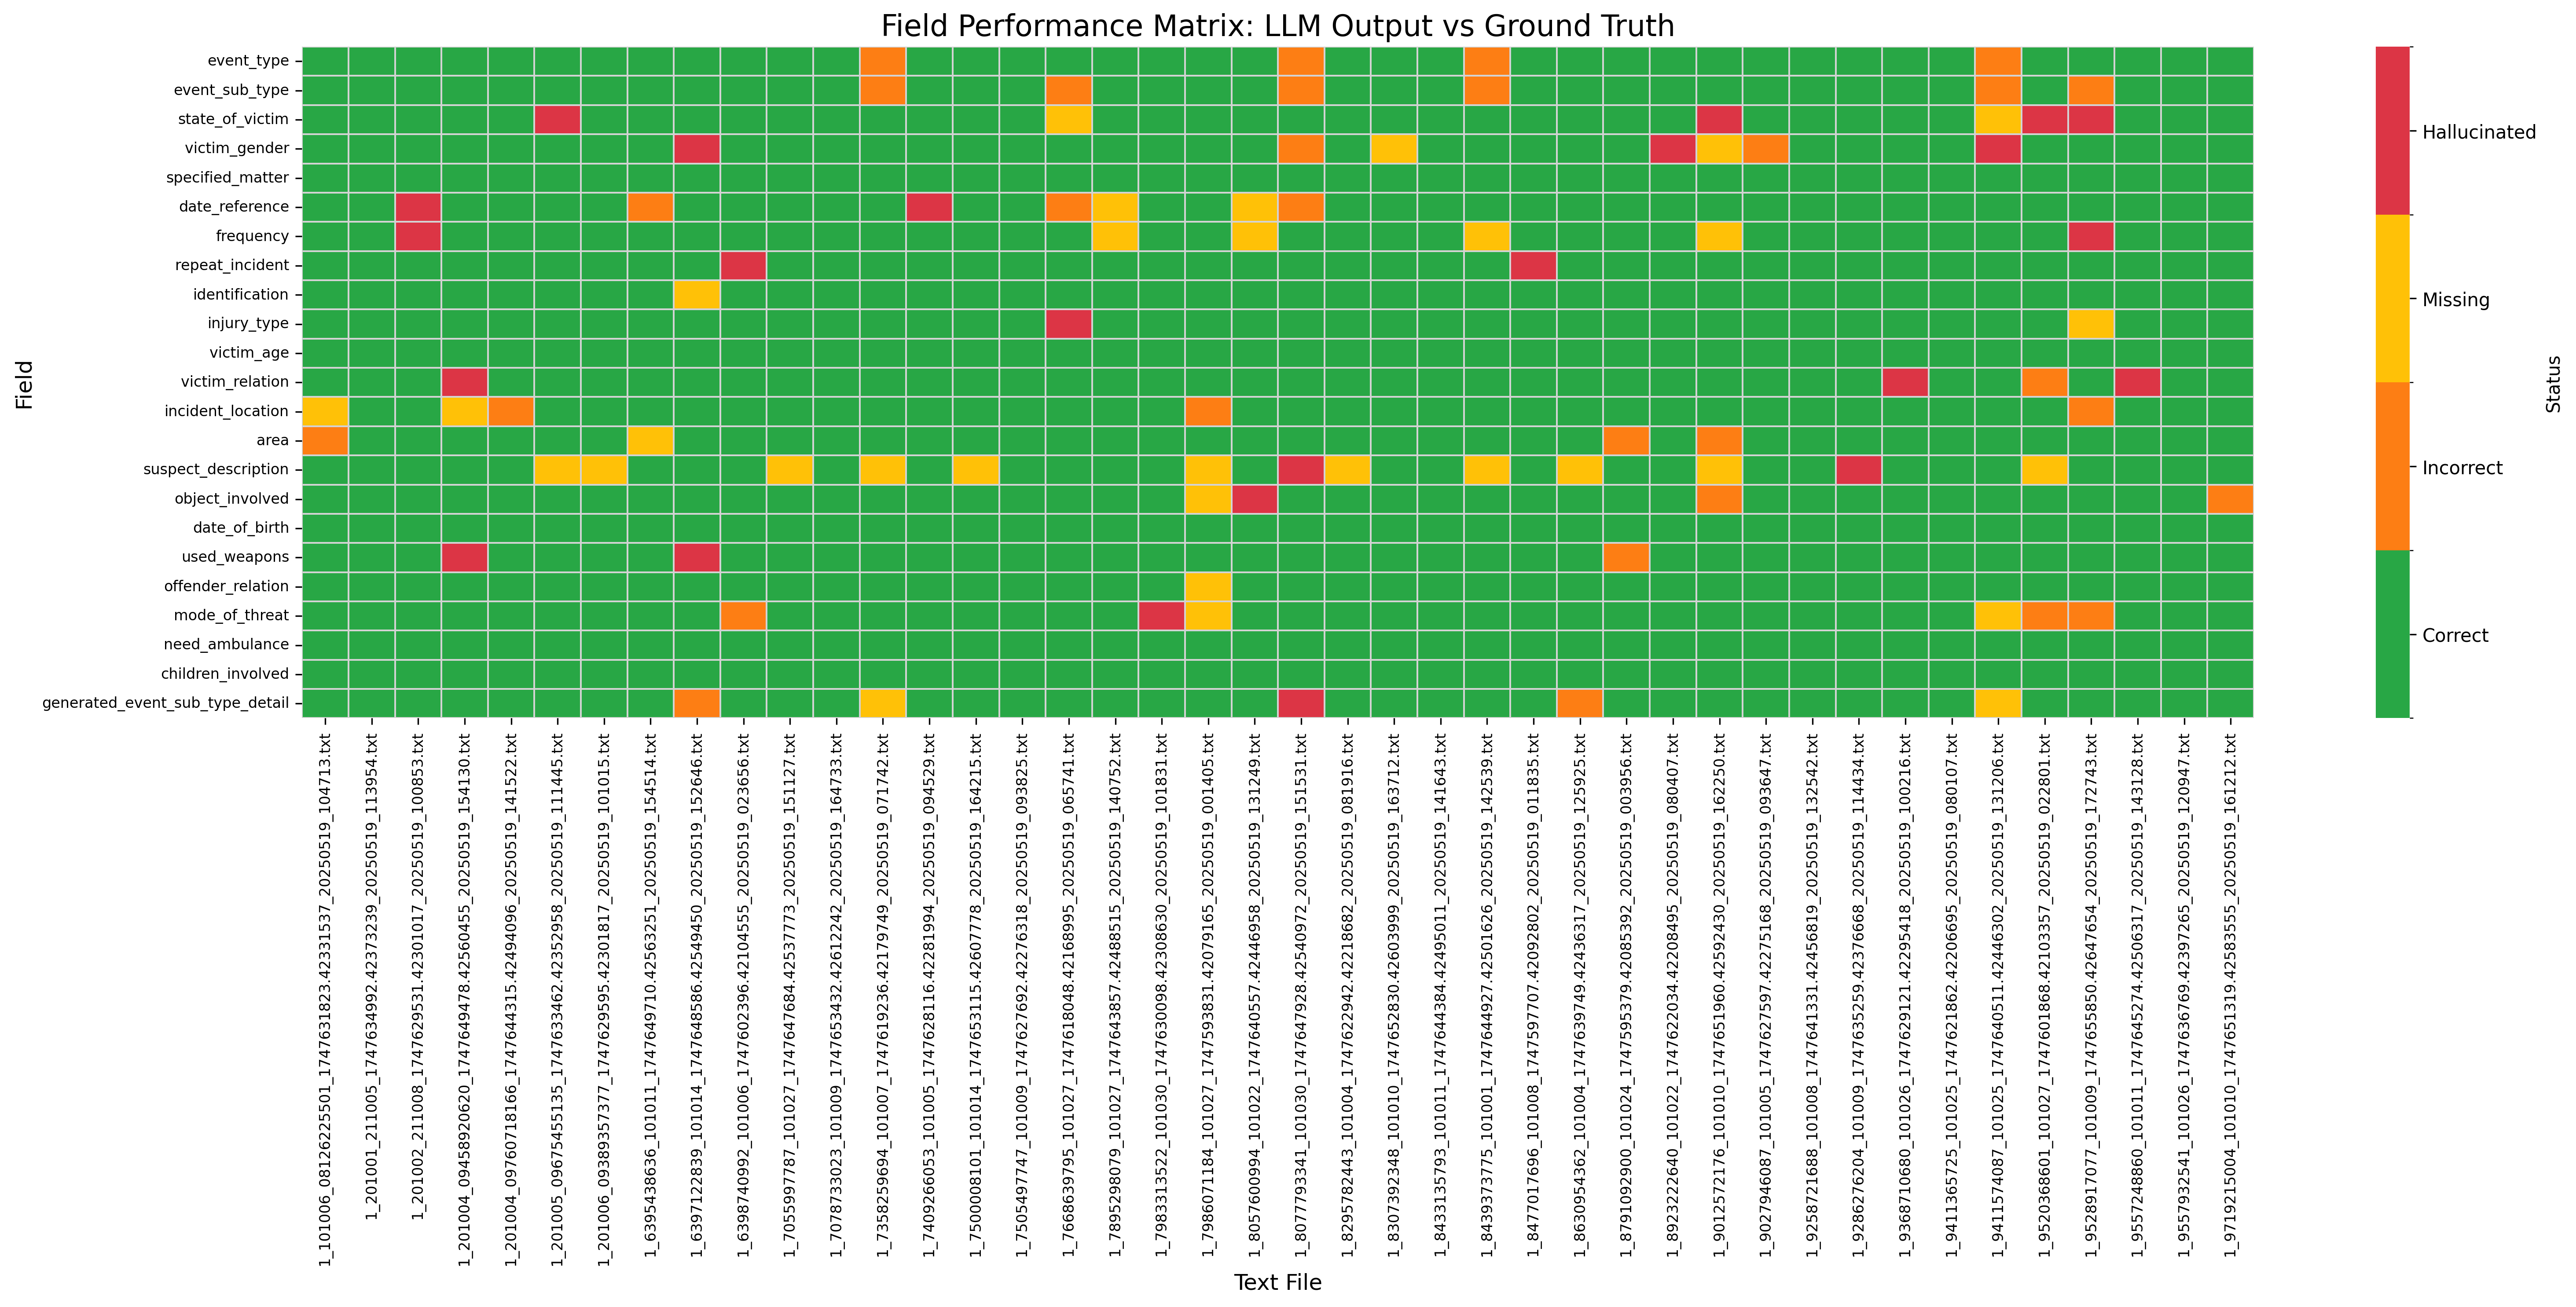 Field Performance Matrix: LLM Output vs Ground Truth
event_type
event_sub_type
state_of_victim
victim_gender
specified_matter
date_reference
frequency
repeat_incident
identification
injury_type
victim_age
victim_relation
incident_location
area
suspect_description
object_involved
date_of_birth
used_weapons
offender_relation
mode_of_threat
need_ambulance
children_involved
generated_event_sub_type_detail
Field
1_101006_08126225501_1747631823.42331537_20250519_104713.txt
1_201001_211005_1747634992.42373239_20250519_113954.txt
1_201002_211008_1747629531.42301017_20250519_100853.txt
1_201004_09458920620_1747649478.42560455_20250519_154130.txt
1_201004_09760718166_1747644315.42494096_20250519_141522.txt
1_201005_09675455135_1747633462.42352958_20250519_111445.txt
1_201006_09389357377_1747629595.42301817_20250519_101015.txt
1_6395438636_101011_1747649710.42563251_20250519_154514.txt
1_6397122839_101014_1747648586.42549450_20250519_152646.txt
1_6398740992_101006_1747602396.42104555_20250519_023656.txt
1_7055997787_101027_1747647684.42537773_20250519_151127.txt
1_7078733023_101009_1747653432.42612242_20250519_164733.txt
1_7358259694_101007_1747619236.42179749_20250519_071742.txt
1_7409266053_101005_1747628116.42281994_20250519_094529.txt
1_7500008101_101014_1747653115.42607778_20250519_164215.txt
1_7505497747_101009_1747627692.42276318_20250519_093825.txt
1_7668639795_101027_1747618048.42168995_20250519_065741.txt
1_7895298079_101027_1747643857.42488515_20250519_140752.txt
1_7983313522_101030_1747630098.42308630_20250519_101831.txt
1_7986071184_101027_1747593831.42079165_20250519_001405.txt
1_8057600994_101022_1747640557.42446958_20250519_131249.txt
1_8077793341_101030_1747647928.42540972_20250519_151531.txt
1_8295782443_101004_1747622942.42218682_20250519_081916.txt
1_8307392348_101010_1747652830.42603999_20250519_163712.txt
1_8433135793_101011_1747644384.42495011_20250519_141643.txt
1_8439373775_101001_1747644927.42501626_20250519_142539.txt
1_8477017696_101008_1747597707.42092802_20250519_011835.txt
1_8630954362_101004_1747639749.42436317_20250519_125925.txt
1_8791092900_101024_1747595379.42085392_20250519_003956.txt
1_8923222640_101022_1747622034.42208495_20250519_080407.txt
1_9012572176_101010_1747651960.42592430_20250519_162250.txt
1_9027946087_101005_1747627597.42275168_20250519_093647.txt
1_9258721688_101008_1747641331.42456819_20250519_132542.txt
1_9286276204_101009_1747635259.42376668_20250519_114434.txt
1_9368710680_101026_1747629121.42295418_20250519_100216.txt
1_9411365725_101025_1747621862.42206695_20250519_080107.txt
1_9411574087_101025_1747640511.42446302_20250519_131206.txt
1_9520368601_101027_1747601868.42103357_20250519_022801.txt
1_9528917077_101009_1747655850.42647654_20250519_172743.txt
1_9557248860_101011_1747645274.42506317_20250519_143128.txt
1_9557932541_101026_1747636769.42397265_20250519_120947.txt
1_9719215004_101010_1747651319.42583555_20250519_161212.txt
Text File
Hallucinated
Missing
Incorrect
Correct
Status